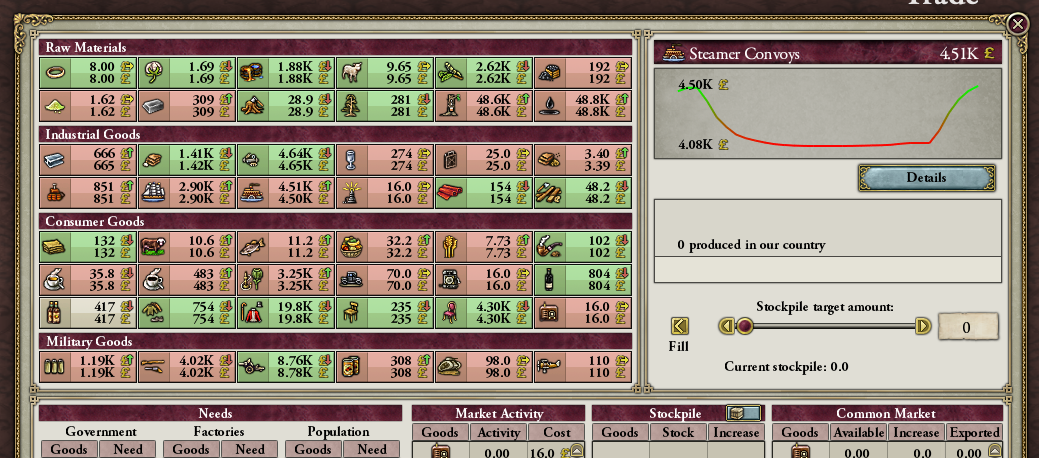 Trade
Raw Materials
8.00 £ 1.69 £ 1.88K £ 9.65 £ 2.62K £ 192 £
8.00 £ 1.69 £ 1.88K £ 9.65 £ 2.62K £ 192 £
1.62 £ 309 £ 28.9 £ 281 £ 48.6K £ 48.8K £
1.62 £ 309 £ 28.9 £ 281 £ 48.6K £ 48.8K £
Industrial Goods
666 £ 1.41K £ 4.64K £ 274 £ 25.0 £ 3.40 £
665 £ 1.42K £ 4.65K £ 274 £ 25.0 £ 3.39 £
851 £ 2.90K £ 4.51K £ 16.0 £ 154 £ 48.2 £
851 £ 2.90K £ 4.50K £ 16.0 £ 154 £ 48.2 £
Consumer Goods
132 £ 10.6 £ 11.2 £ 32.2 £ 7.73 £ 102 £
132 £ 10.6 £ 11.2 £ 32.2 £ 7.73 £ 102 £
35.8 £ 483 £ 3.25K £ 70.0 £ 16.0 £ 804 £
35.8 £ 483 £ 3.25K £ 70.0 £ 16.0 £ 804 £
417 £ 754 £ 19.8K £ 235 £ 4.30K £ 16.0 £
417 £ 754 £ 19.8K £ 235 £ 4.30K £ 16.0 £
Military Goods
1.19K £ 4.02K £ 8.76K £ 308 £ 98.0 £ 110 £
1.19K £ 4.02K £ 8.78K £ 308 £ 98.0 £ 110 £
Steamer Convoys 4.51K £
4.50K £
4.08K £
Details
0 produced in our country
Stockpile target amount:
0
Fill
Current stockpile: 0.0
Needs
Government Factories Population
Goods Need Goods Need Goods Need
Market Activity
Goods Activity Cost
0.00 16.0 £
Stockpile
Goods Stock Increase
Common Market
Goods Available Increase Exported
0.00 0.0 0.00